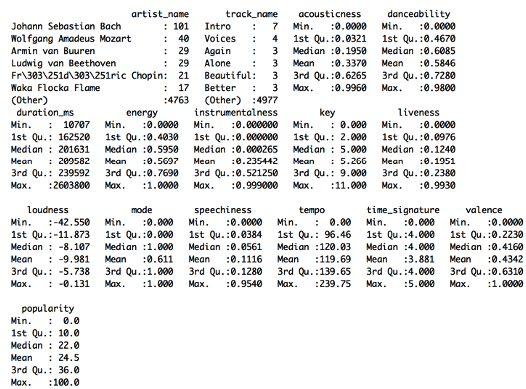 artist_name track_name acousticness danceability
Johann Sebastian Bach : 101 Intro : 7 Min. :0.0000 Min. :0.0000
Wolfgang Amadeus Mozart : 40 Voices : 4 1st Qu.:0.0321 1st Qu.:0.4670
Armin van Buuren : 29 Again : 3 Median :0.1950 Median :0.6085
Ludwig van Beethoven : 29 Alone : 3 Mean :0.3370 Mean :0.5846
Fr\303\251d\303\251ric Chopin: 21 Beautiful: 3 3rd Qu.:0.6265 3rd Qu.:0.7280
Waka Flocka Flame : 17 Better : 3 Max. :0.9960 Max. :0.9800
(Other) :4763 (Other) :4977
duration_ms energy instrumentalness key liveness
Min. : 10707 Min. :0.0000 Min. :0.000000 Min. : 0.000 Min. :0.0000
1st Qu.: 162520 1st Qu.:0.4030 1st Qu.:0.000000 1st Qu.: 2.000 1st Qu.:0.0976
Median : 201631 Median :0.5950 Median :0.000265 Median : 5.000 Median :0.1240
Mean : 209582 Mean :0.5697 Mean :0.235442 Mean : 5.266 Mean :0.1951
3rd Qu.: 239592 3rd Qu.:0.7690 3rd Qu.:0.521250 3rd Qu.: 9.000 3rd Qu.:0.2380
Max. :2603800 Max. :1.0000 Max. :0.999000 Max. :11.000 Max. :0.9930
loudness mode speechiness tempo time_signature valence
Min. :-42.550 Min. :0.000 Min. :0.0000 Min. : 0.00 Min. :0.000 Min. :0.0000
1st Qu.:-11.873 1st Qu.:0.000 1st Qu.:0.0384 1st Qu.: 96.46 1st Qu.:4.000 1st Qu.:0.2230
Median : -8.107 Median :1.000 Median :0.0561 Median :120.03 Median :4.000 Median :0.4160
Mean : -9.981 Mean :0.611 Mean :0.1116 Mean :119.69 Mean :3.881 Mean :0.4342
3rd Qu.: -5.738 3rd Qu.:1.000 3rd Qu.:0.1280 3rd Qu.:139.65 3rd Qu.:4.000 3rd Qu.:0.6310
Max. : -0.131 Max. :1.000 Max. :0.9540 Max. :239.75 Max. :5.000 Max. :1.0000
popularity
Min. : 0.0
1st Qu.: 10.0
Median : 22.0
Mean : 24.5
3rd Qu.: 36.0
Max. :100.0